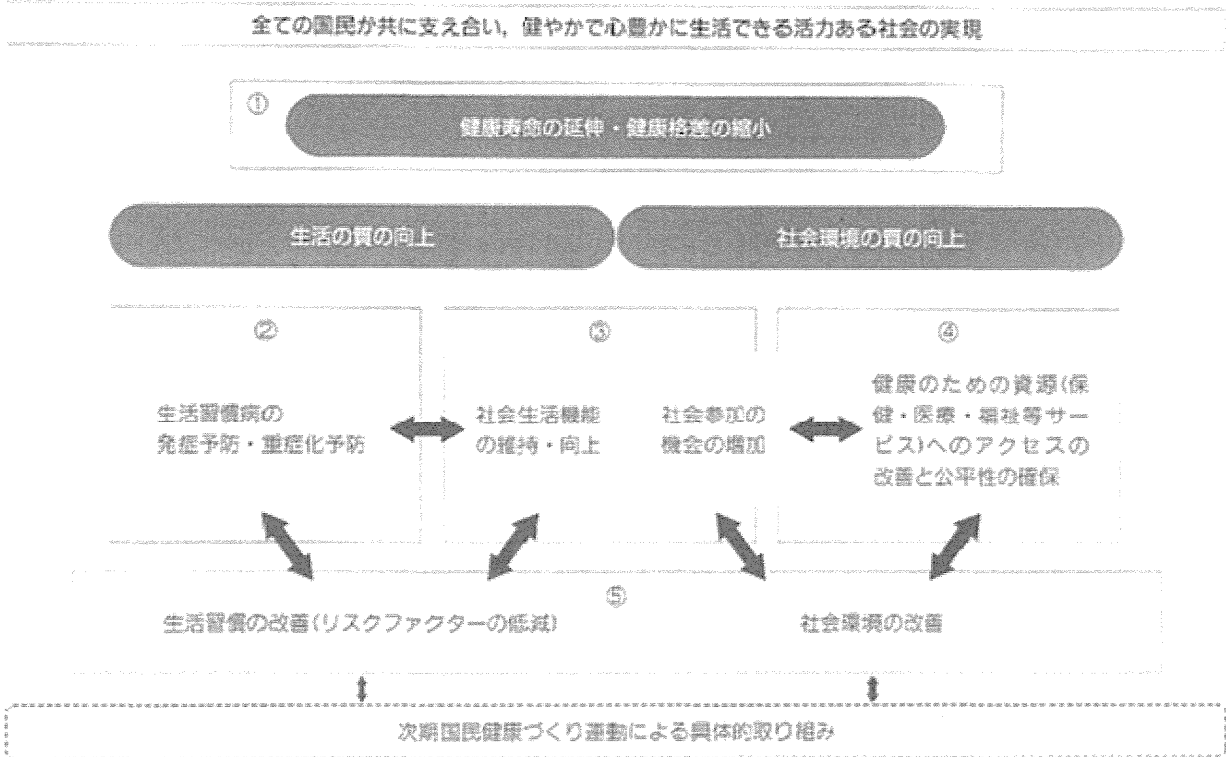 全ての国民が共に支え合い,健やかで心豊かに生活できる活力ある社会の実現
①
健康寿命の延伸・健康格差の縮小
生活の質の向上
社会環境の質の向上
②
生活習慣病の
発症予防・重症化予防
③
社会生活機能
の維持・向上
社会参加の
機会の増加
④
健康のための資源(保
健・医療・福祉等サー
ビス)へのアクセスの
改善と公平性の確保
⑤
生活習慣の改善(リスクファクターの低減)
社会環境の改善
次期国民健康づくり運動による具体的取り組み